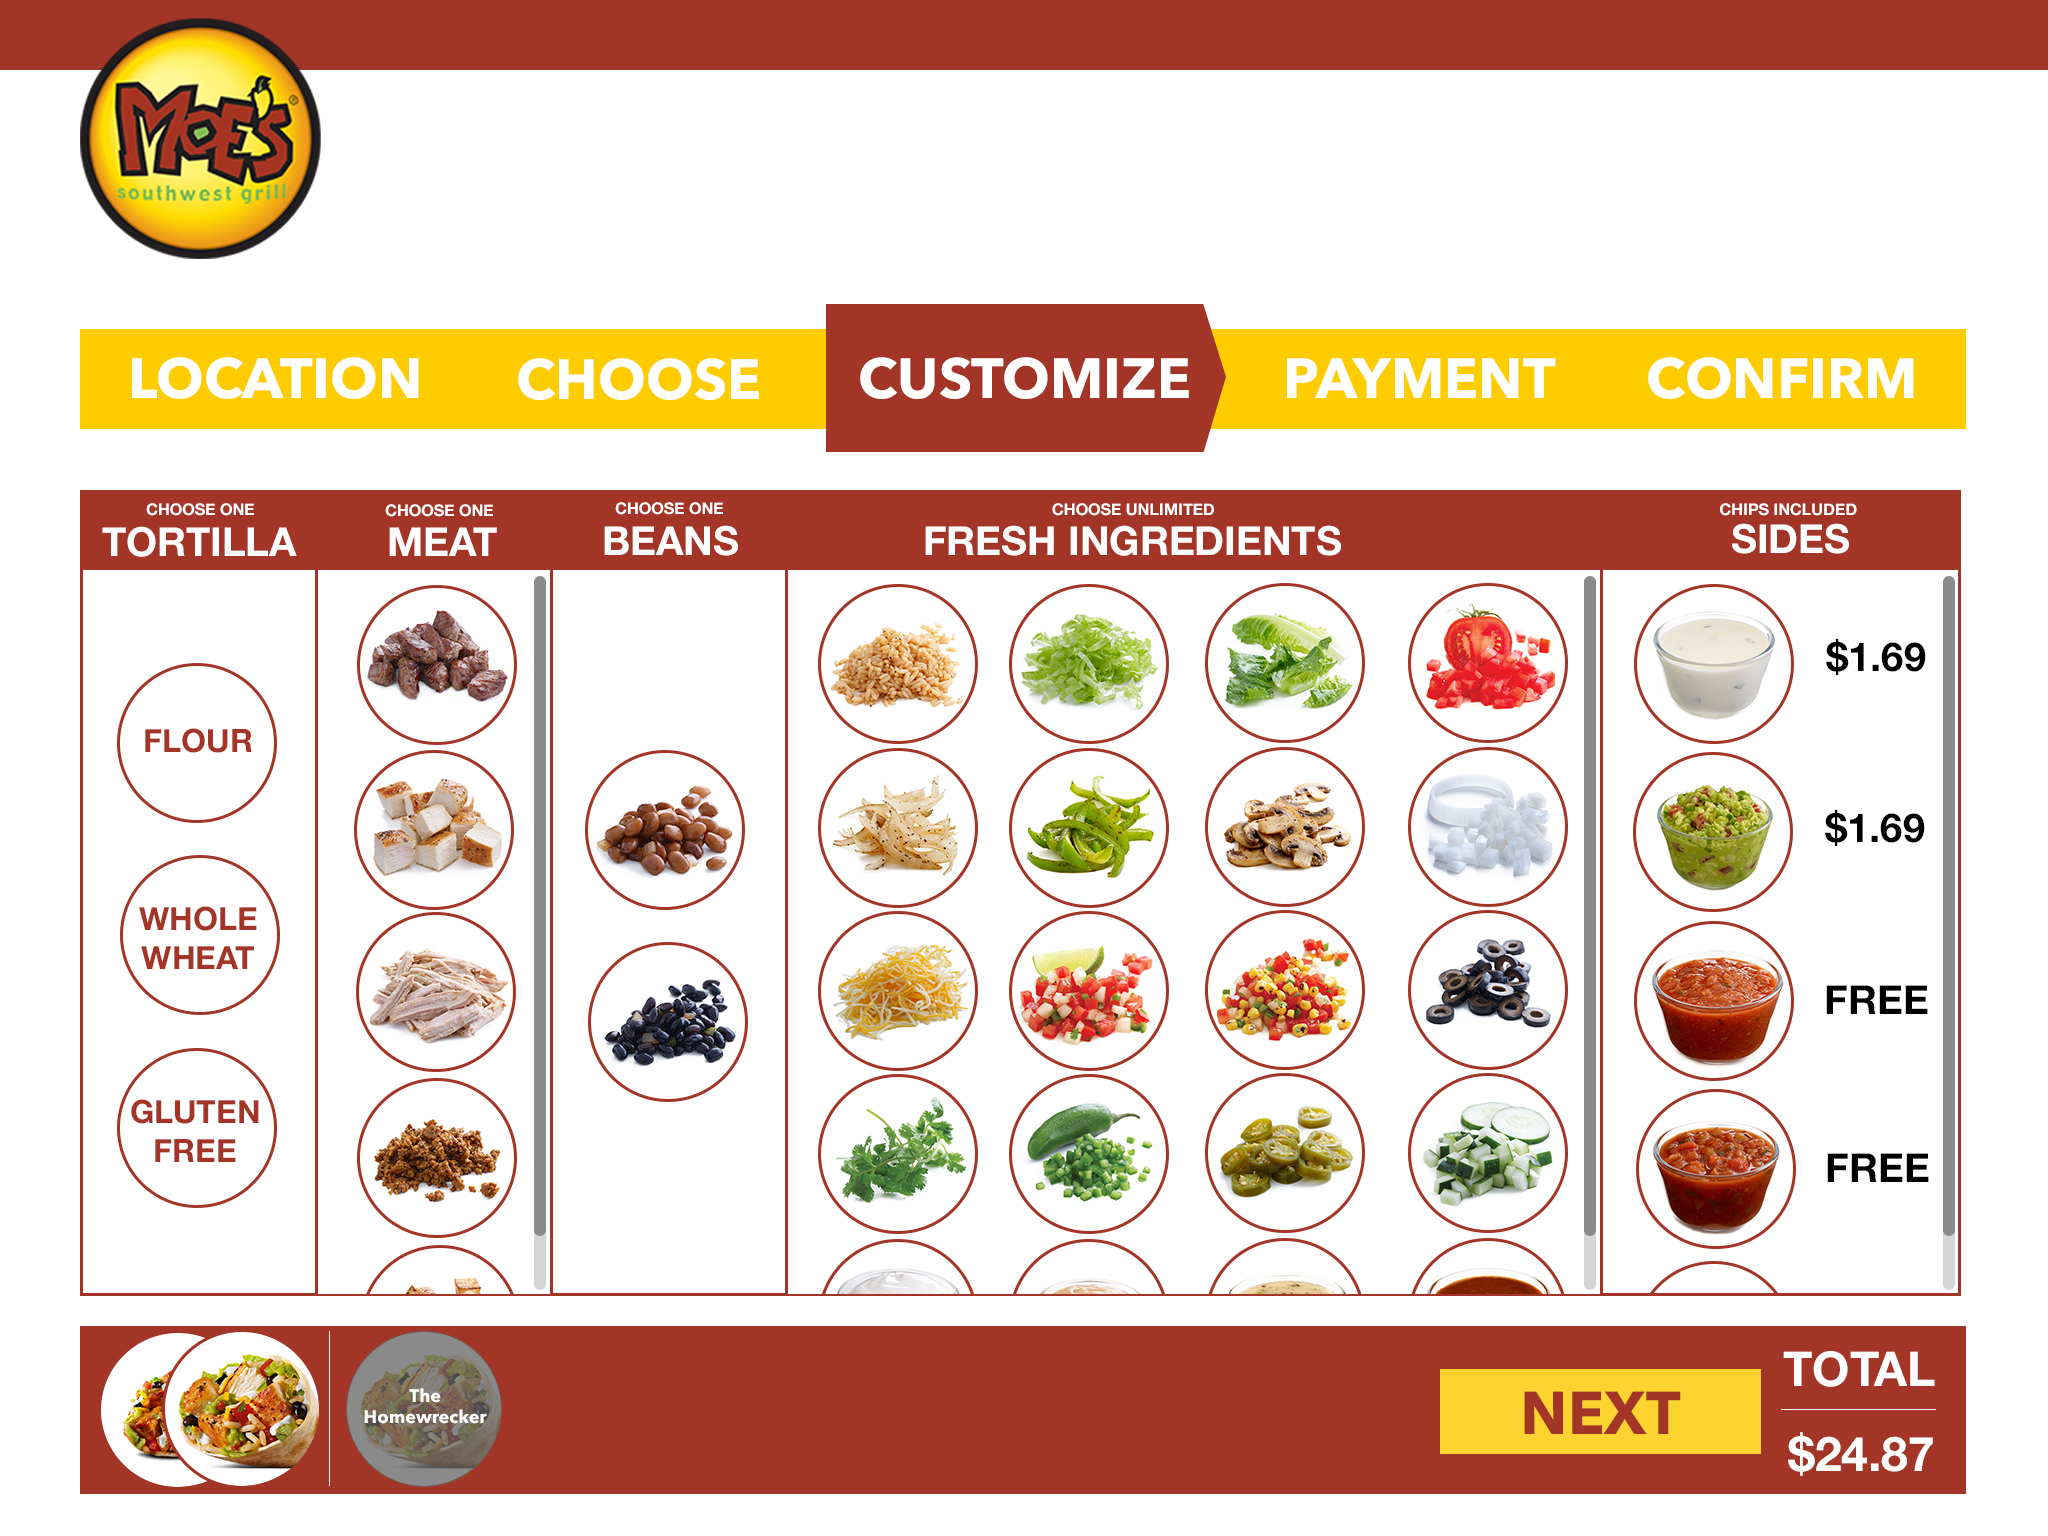 MOE'S®
southwest grill
LOCATION CHOOSE CUSTOMIZE PAYMENT CONFIRM
CHOOSE ONE
TORTILLA
CHOOSE ONE
MEAT
CHOOSE ONE
BEANS
CHOOSE UNLIMITED
FRESH INGREDIENTS
CHIPS INCLUDED
SIDES
FLOUR
WHOLE
WHEAT
GLUTEN
FREE
$1.69
$1.69
FREE
FREE
The
Homewrecker
NEXT
TOTAL
$24.87